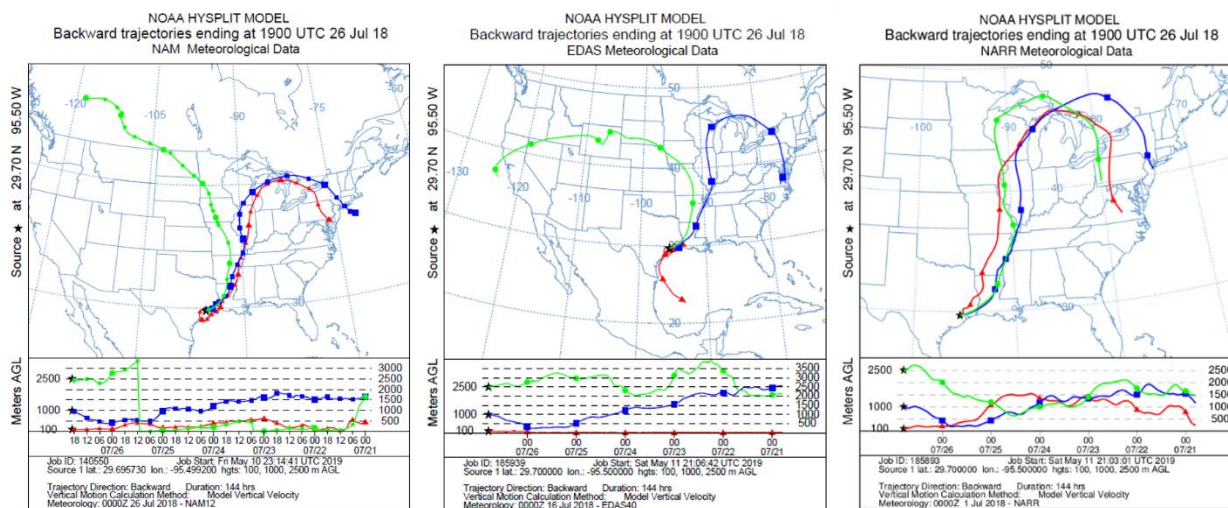 NOAA HYSPLIT MODEL
Backward trajectories ending at 1900 UTC 26 Jul 18
NAM Meteorological Data
Source ★ at 29.770 N 95.550 W
-120
-105
-75
-90
-30
Meters AGL
2500
1000
100
3000
2500
2000
1500
1000
500
18 12 06 00 18 12 06 00 18 12 06 00 18 12 06 00 18 12 06 00 18 12 06 00
07/26 07/25 07/24 07/23 07/22 07/21
Job ID: 140550 Job Start: Fri May 10 23:14:41 UTC 2019
Source 1 lat.: 29.695730 lon.: -95.499200 hgts: 100, 1000, 2500 m AGL
Trajectory Direction: Backward Duration: 144 hrs
Vertical Motion Calculation Method: Model Vertical Velocity
Meteorology: 0000Z 26 Jul 2018 - NAM12
NOAA HYSPLIT MODEL
Backward trajectories ending at 1900 UTC 26 Jul 18
EDAS Meteorological Data
Source ★ at 29.770 N 95.550 W
50
-130
-120
-110
-100
20
Meters AGL
2500
1000
100
3500
3000
2500
2000
1500
1000
500
00 00 00 00 00 00
07/26 07/25 07/24 07/23 07/22 07/21
Job ID: 185939 Job Start: Sat May 11 21:06:42 UTC 2019
Source 1 lat.: 29.700000 lon.: -95.500000 hgts: 100, 1000, 2500 m AGL
Trajectory Direction: Backward Duration: 144 hrs
Vertical Motion Calculation Method: Model Vertical Velocity
Meteorology: 0000Z 16 Jul 2018 - EDAS40
NOAA HYSPLIT MODEL
Backward trajectories ending at 1900 UTC 26 Jul 18
NARR Meteorological Data
Source ★ at 29.770 N 95.550 W
50
-100
-90
40
30
Meters AGL
2500
1000
100
2500
2000
1500
1000
500
00 00 00 00 00 00
07/26 07/25 07/24 07/23 07/22 07/21
Job ID: 185893 Job Start: Sat May 11 21:03:01 UTC 2019
Source 1 lat.: 29.700000 lon.: -95.500000 hgts: 100, 1000, 2500 m AGL
Trajectory Direction: Backward Duration: 144 hrs
Vertical Motion Calculation Method: Model Vertical Velocity
Meteorology: 0000Z 1 Jul 2018 - NARR